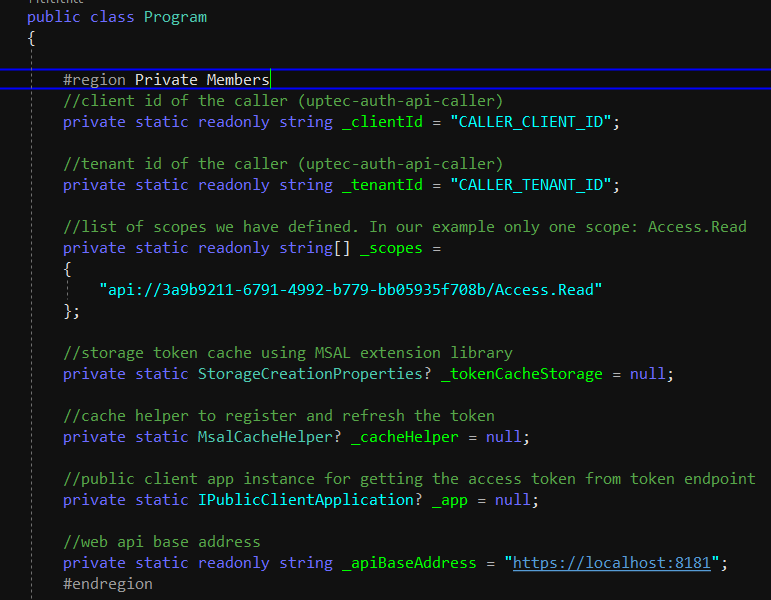 public class Program
{
#region Private Members
//client id of the caller (uptec-auth-api-caller)
private static readonly string _clientId = "CALLER_CLIENT_ID";
//tenant id of the caller (uptec-auth-api-caller)
private static readonly string _tenantId = "CALLER_TENANT_ID";
//list of scopes we have defined. In our example only one scope: Access.Read
private static readonly string[] _scopes =
{
"api://3a9b9211-6791-4992-b779-bb05935f708b/Access.Read"
};
//storage token cache using MSAL extension library
private static StorageCreationProperties? _tokenCacheStorage = null;
//cache helper to register and refresh the token
private static MsalCacheHelper? _cacheHelper = null;
//public client app instance for getting the access token from token endpoint
private static IPublicClientApplication? _app = null;
//web api base address
private static readonly string _apiBaseAddress = "https://localhost:8181";
#endregion